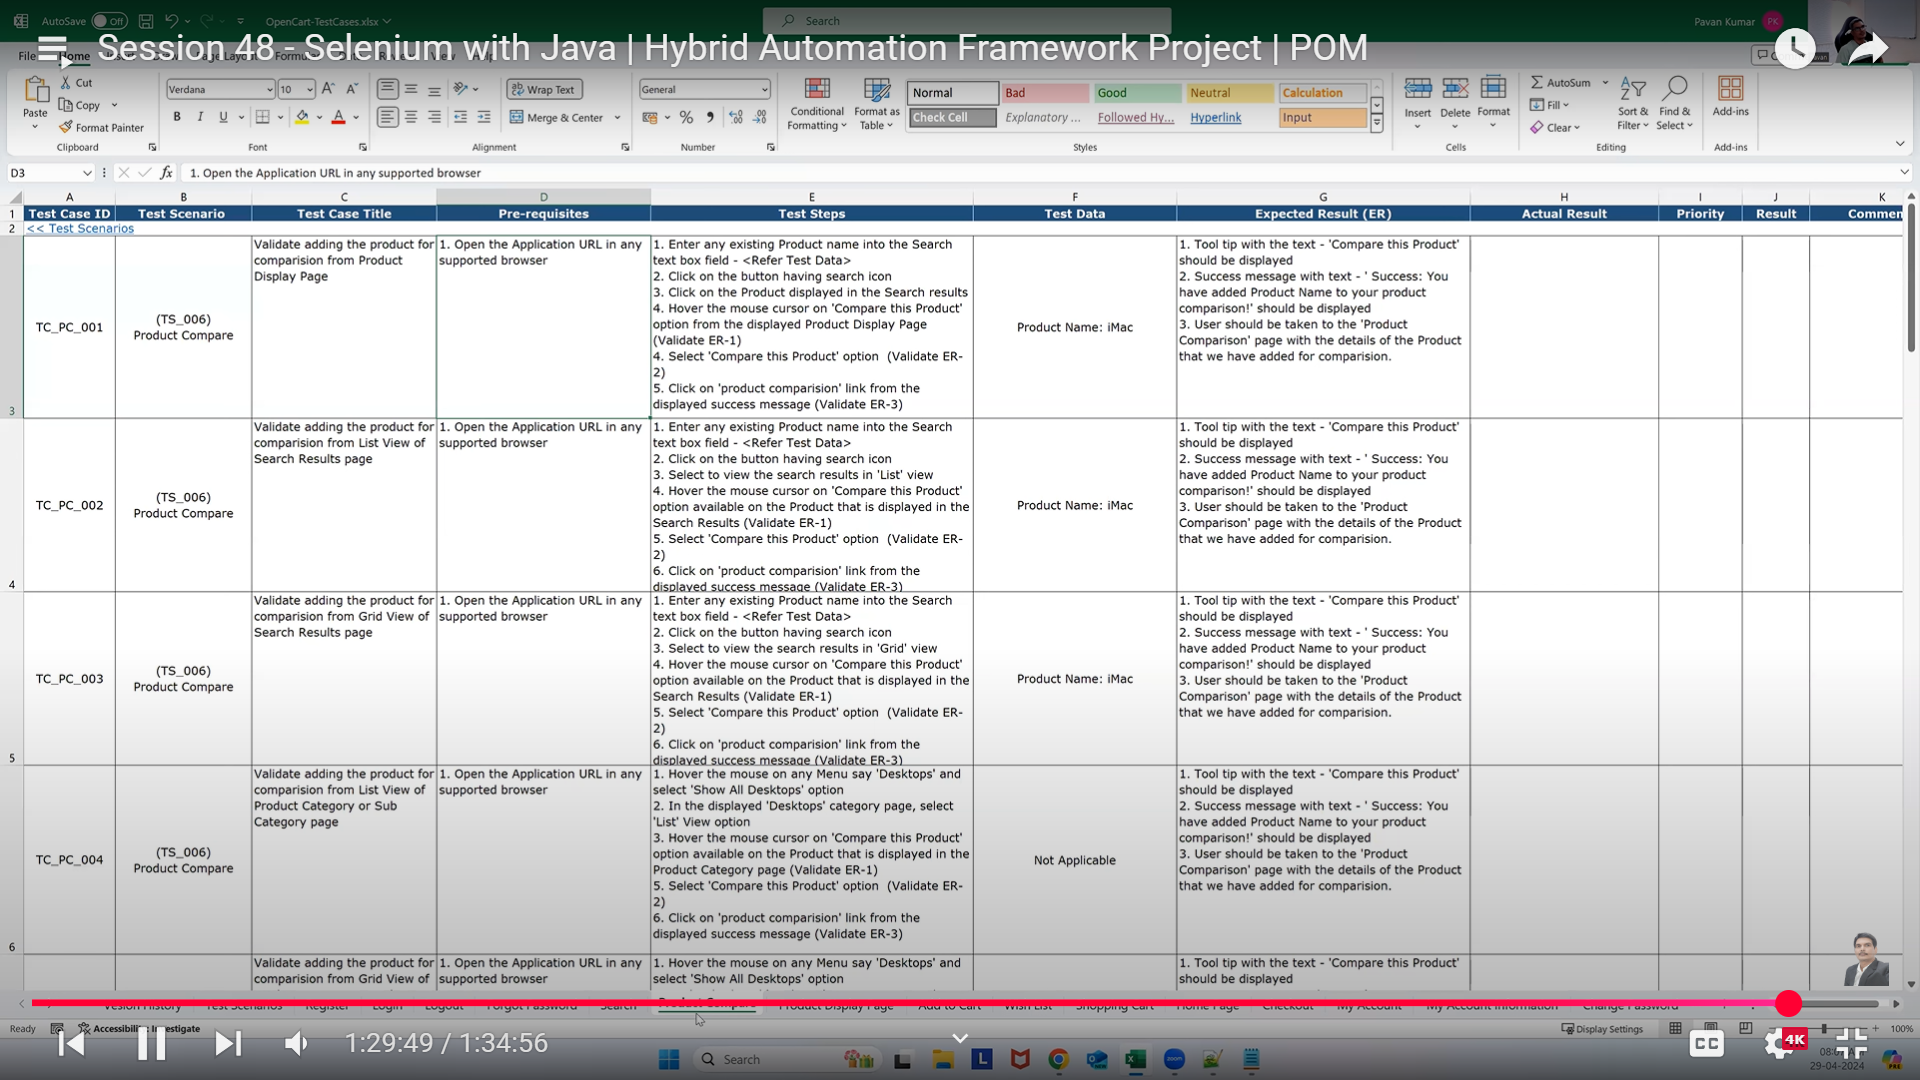 AutoSave Off OpenCart-TestCases.xlsx Search Pavan Kumar PK
Session 48 - Selenium with Java | Hybrid Automation Framework Project | POM
File Home
Paste Cut Copy Format Painter Clipboard
Verdana 10 B I U Font
Wrap Text Merge & Center Alignment
General % Number
Conditional Formatting Format as Table
Normal Bad Good Neutral Calculation
Check Cell Explanatory ... Followed Hy... Hyperlink Input
Styles
Insert Delete Format Cells
AutoSum Fill Clear Sort & Filter Find & Select Editing
Add-ins Add-ins
D3 fx 1. Open the Application URL in any supported browser
A B C D E F G H I J K
1 Test Case ID Test Scenario Test Case Title Pre-requisites Test Steps Test Data Expected Result (ER) Actual Result Priority Result Commen
2 << Test Scenarios
3
TC_PC_001
(TS_006)
Product Compare
Validate adding the product for
comparision from Product
Display Page
1. Open the Application URL in any
supported browser
1. Enter any existing Product name into the Search
text box field - <Refer Test Data>
2. Click on the button having search icon
3. Click on the Product displayed in the Search results
4. Hover the mouse cursor on 'Compare this Product'
option from the displayed Product Display Page
(Validate ER-1)
4. Select 'Compare this Product' option  (Validate ER-
2)
5. Click on 'product comparision' link from the
displayed success message (Validate ER-3)
Product Name: iMac
1. Tool tip with the text - 'Compare this Product'
should be displayed
2. Success message with text - ' Success: You
have added Product Name to your product
comparison!' should be displayed
3. User should be taken to the 'Product
Comparison' page with the details of the Product
that we have added for comparision.
4
TC_PC_002
(TS_006)
Product Compare
Validate adding the product for
comparision from List View of
Search Results page
1. Open the Application URL in any
supported browser
1. Enter any existing Product name into the Search
text box field - <Refer Test Data>
2. Click on the button having search icon
3. Select to view the search results in 'List' view
4. Hover the mouse cursor on 'Compare this Product'
option available on the Product that is displayed in the
Search Results (Validate ER-1)
5. Select 'Compare this Product' option  (Validate ER-
2)
6. Click on 'product comparision' link from the
displayed success message (Validate ER-3)
Product Name: iMac
1. Tool tip with the text - 'Compare this Product'
should be displayed
2. Success message with text - ' Success: You
have added Product Name to your product
comparison!' should be displayed
3. User should be taken to the 'Product
Comparison' page with the details of the Product
that we have added for comparision.
5
TC_PC_003
(TS_006)
Product Compare
Validate adding the product for
comparision from Grid View of
Search Results page
1. Open the Application URL in any
supported browser
1. Enter any existing Product name into the Search
text box field - <Refer Test Data>
2. Click on the button having search icon
3. Select to view the search results in 'Grid' view
4. Hover the mouse cursor on 'Compare this Product'
option available on the Product that is displayed in the
Search Results (Validate ER-1)
5. Select 'Compare this Product' option  (Validate ER-
2)
6. Click on 'product comparision' link from the
displayed success message (Validate ER-3)
Product Name: iMac
1. Tool tip with the text - 'Compare this Product'
should be displayed
2. Success message with text - ' Success: You
have added Product Name to your product
comparison!' should be displayed
3. User should be taken to the 'Product
Comparison' page with the details of the Product
that we have added for comparision.
6
TC_PC_004
(TS_006)
Product Compare
Validate adding the product for
comparision from List View of
Product Category or Sub
Category page
1. Open the Application URL in any
supported browser
1. Hover the mouse on any Menu say 'Desktops' and
select 'Show All Desktops' option
2. In the displayed 'Desktops' category page, select
'List' View option
3. Hover the mouse cursor on 'Compare this Product'
option available on the Product that is displayed in the
Product Category page (Validate ER-1)
5. Select 'Compare this Product' option  (Validate ER-
2)
6. Click on 'product comparision' link from the
displayed success message (Validate ER-3)
Not Applicable
1. Tool tip with the text - 'Compare this Product'
should be displayed
2. Success message with text - ' Success: You
have added Product Name to your product
comparison!' should be displayed
3. User should be taken to the 'Product
Comparison' page with the details of the Product
that we have added for comparision.
Validate adding the product for
comparision from Grid View of
1. Open the Application URL in any
supported browser
1. Hover the mouse on any Menu say 'Desktops' and
select 'Show All Desktops' option
1. Tool tip with the text - 'Compare this Product'
should be displayed
Vesion History Test Scenarios Register Login Logout Forgot Password Search Product Compare Product Display Page Add to Cart Wish List Shopping Cart Home Page Checkout My Account My Account Information Change Password
Ready Accessibility: Investigate Display Settings 100%
1:29:49 / 1:34:56 CC 4K
Search
29-04-2024